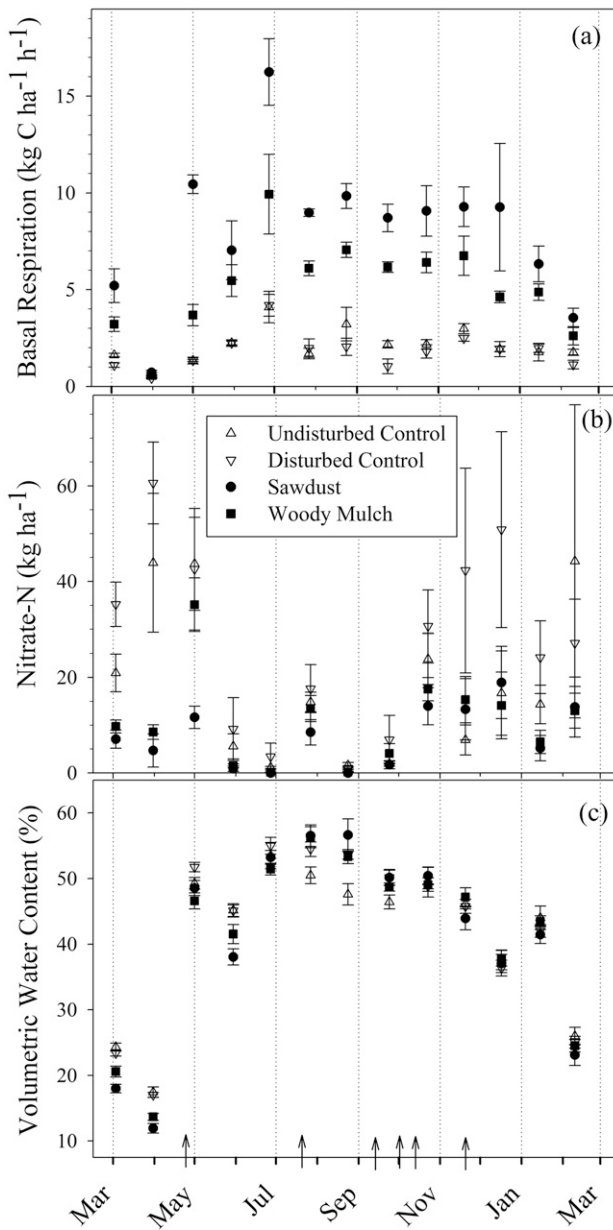 (a)
Basal Respiration (kg C ha⁻¹ h⁻¹)
15
10
5
0
(b)
Nitrate-N (kg ha⁻¹)
Undisturbed Control
Disturbed Control
Sawdust
Woody Mulch
60
40
20
0
(c)
Volumetric Water Content (%)
60
50
40
30
20
10
Mar
May
Jul
Sep
Nov
Jan
Mar